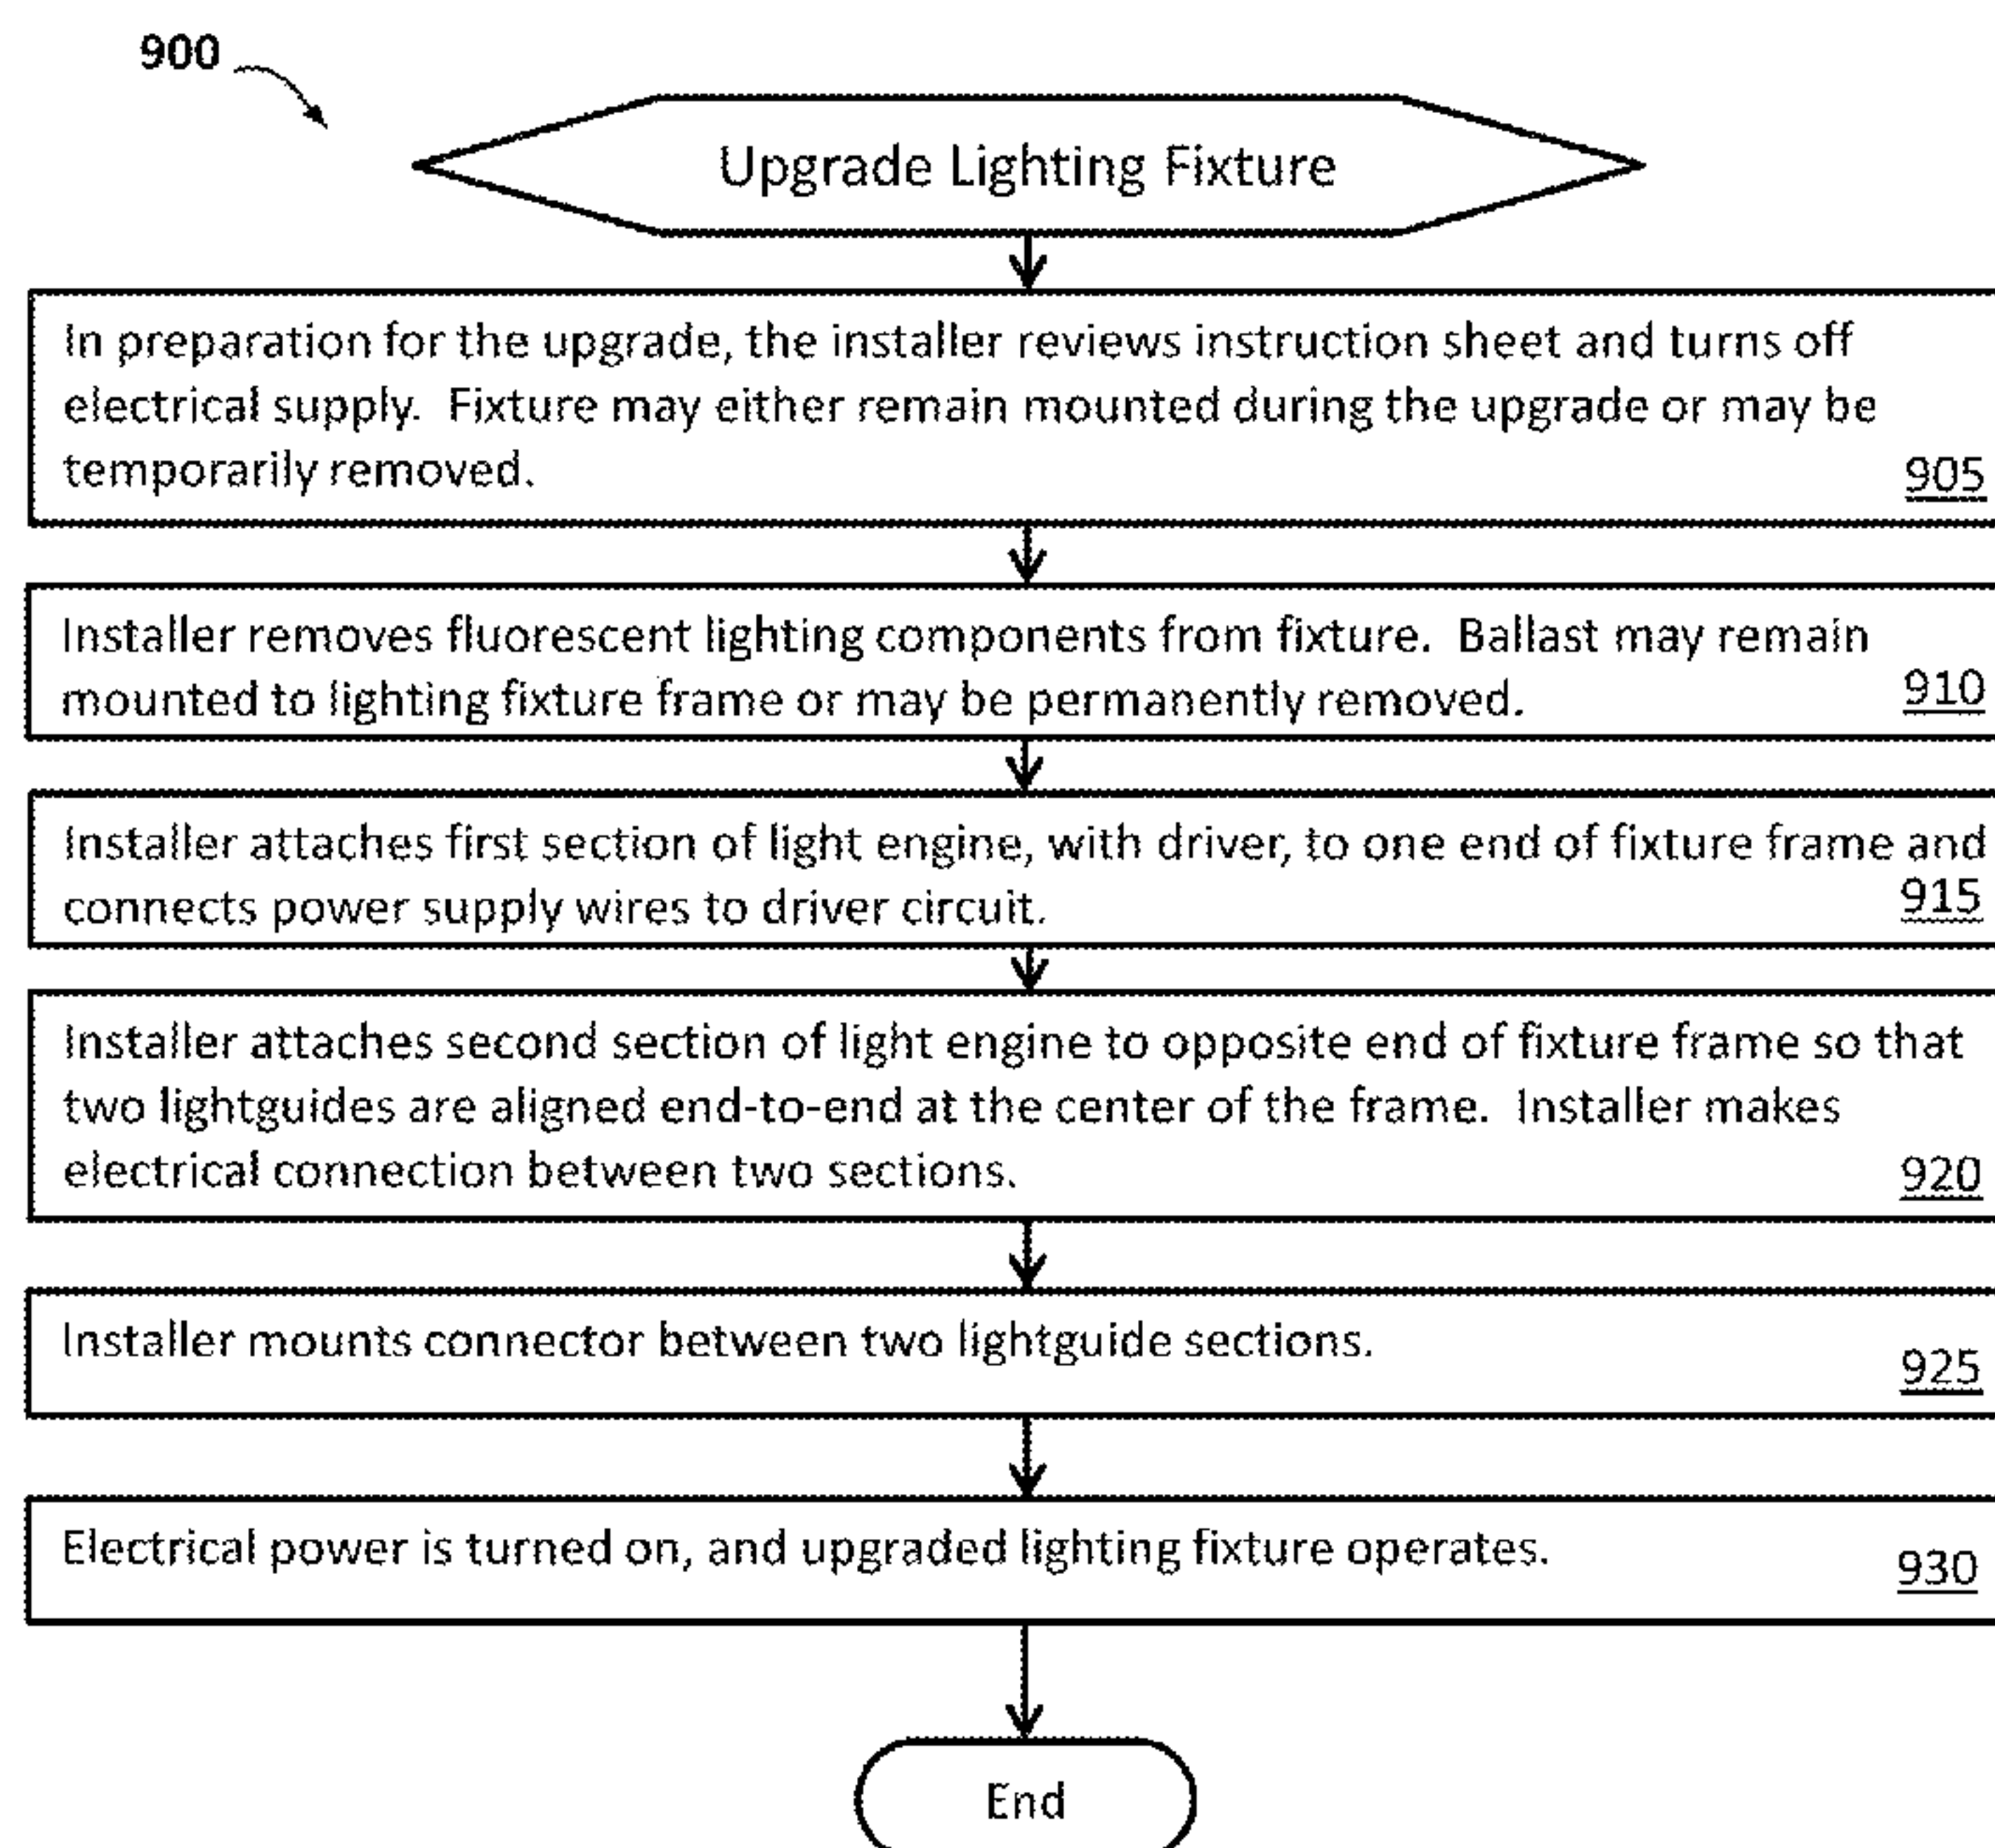 900
Upgrade Lighting Fixture
In preparation for the upgrade, the installer reviews instruction sheet and turns off
electrical supply.  Fixture may either remain mounted during the upgrade or may be
temporarily removed.
905
Installer removes fluorescent lighting components from fixture.  Ballast may remain
mounted to lighting fixture frame or may be permanently removed.
910
Installer attaches first section of light engine, with driver, to one end of fixture frame and
connects power supply wires to driver circuit.
915
Installer attaches second section of light engine to opposite end of fixture frame so that
two lightguides are aligned end-to-end at the center of the frame.  Installer makes
electrical connection between two sections.
920
Installer mounts connector between two lightguide sections.
925
Electrical power is turned on, and upgraded lighting fixture operates.
930
End